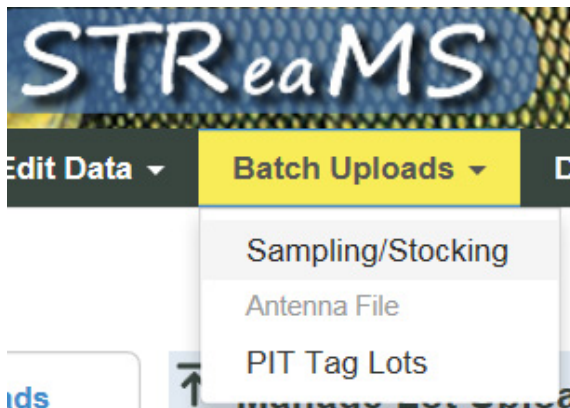 STReaMS
Edit Data
Batch Uploads
D
Sampling/Stocking
Antenna File
PIT Tag Lots
ads